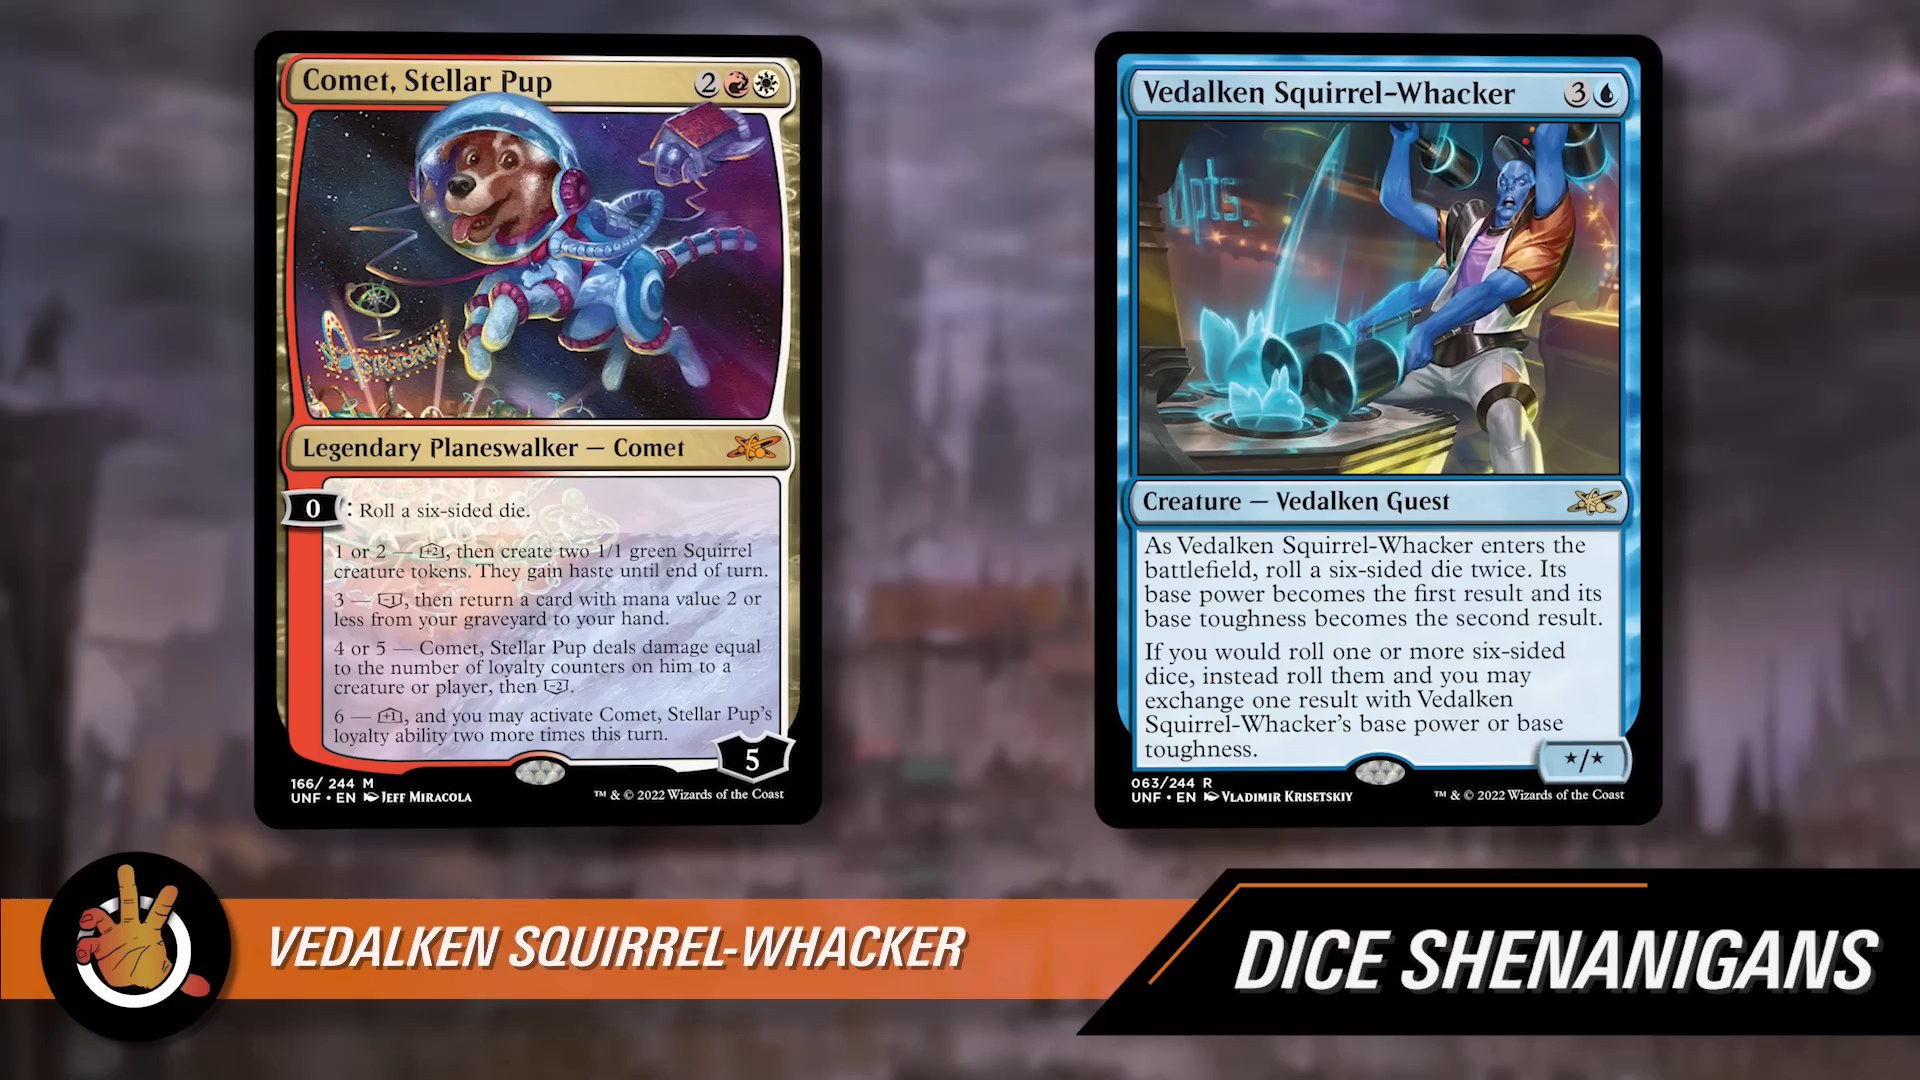 Comet, Stellar Pup 2
Legendary Planeswalker — Comet
0 : Roll a six-sided die.
1 or 2 — +2, then create two 1/1 green Squirrel
creature tokens. They gain haste until end of turn.
3 — -1, then return a card with mana value 2 or
less from your graveyard to your hand.
4 or 5 — Comet, Stellar Pup deals damage equal
to the number of loyalty counters on him to a
creature or player, then -2.
6 — +1, and you may activate Comet, Stellar Pup's
loyalty ability two more times this turn.
5
166/ 244 M
UNF • EN Jeff Miracola
™ & © 2022 Wizards of the Coast
Vedalken Squirrel-Whacker 3
pts.
Creature — Vedalken Guest
As Vedalken Squirrel-Whacker enters the
battlefield, roll a six-sided die twice. Its
base power becomes the first result and its
base toughness becomes the second result.
If you would roll one or more six-sided
dice, instead roll them and you may
exchange one result with Vedalken
Squirrel-Whacker's base power or base
toughness.
★/★
063/244 R
UNF • EN Vladimir Krisetskiy
™ & © 2022 Wizards of the Coast
VEDALKEN SQUIRREL-WHACKER
DICE SHENANIGANS